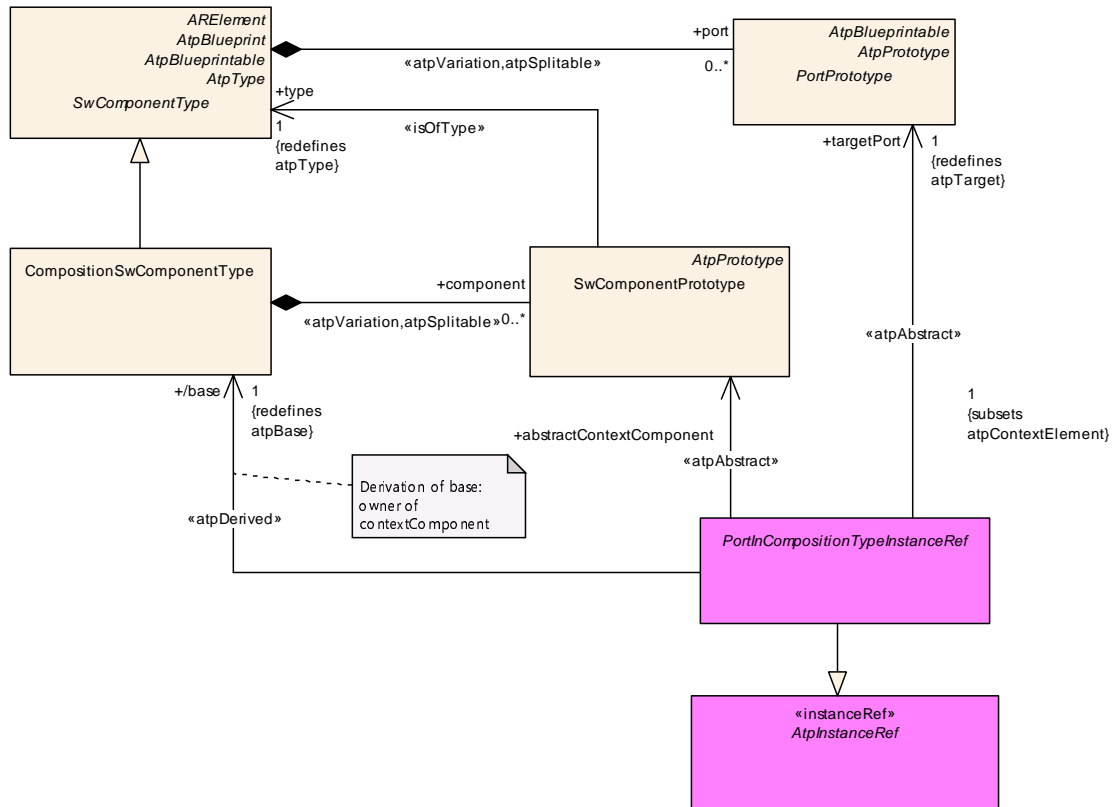 ARElement
AtpBlueprint
AtpBlueprintable
AtpType
SwComponentType
+port
«atpVariation,atpSplitable»
0..*
AtpBlueprintable
AtpPrototype
PortPrototype
+type
1
{redefines
atpType}
«isOfType»
+targetPort
1
{redefines
atpTarget}
CompositionSwComponentType
+component
«atpVariation,atpSplitable»
0..*
AtpPrototype
SwComponentPrototype
«atpAbstract»
+/base
1
{redefines
atpBase}
1
{subsets
atpContextElement}
+abstractContextComponent
«atpAbstract»
Derivation of base:
owner of
contextComponent
«atpDerived»
PortInCompositionTypeInstanceRef
«instanceRef»
AtpInstanceRef